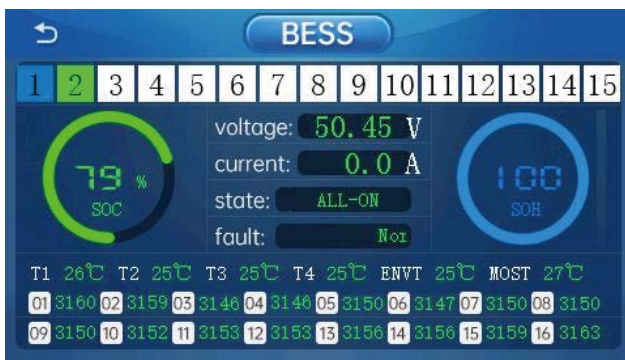 BESS
1 2 3 4 5 6 7 8 9 10 11 12 13 14 15
voltage: 50.45 V
current: 0.0 A
state: ALL-ON
fault: Nor
79 %
SOC
100
SOH
T1 26℃ T2 25℃ T3 25℃ T4 25℃ ENVT 25℃ MOST 27℃
01 3160 02 3159 03 3146 04 3146 05 3150 06 3147 07 3150 08 3150
09 3150 10 3152 11 3153 12 3153 13 3156 14 3156 15 3159 16 3163